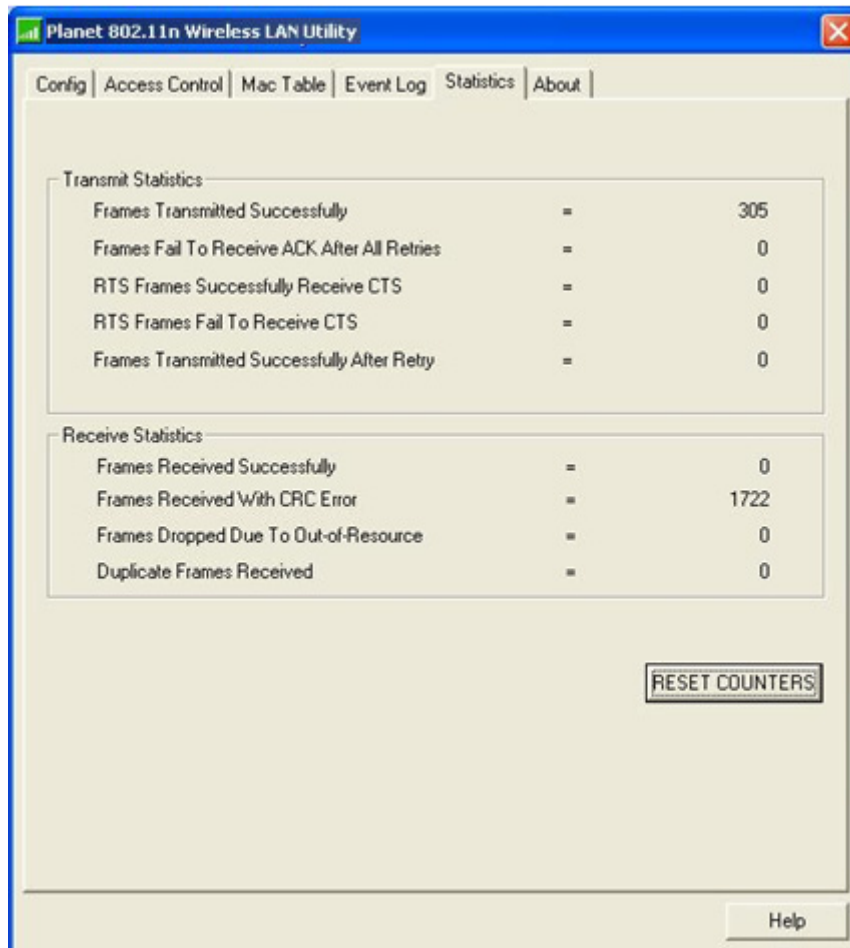 Planet 802.11n Wireless LAN Utility
Config Access Control Mac Table Event Log Statistics About
Transmit Statistics
Frames Transmitted Successfully = 305
Frames Fail To Receive ACK After All Retries = 0
RTS Frames Successfully Receive CTS = 0
RTS Frames Fail To Receive CTS = 0
Frames Transmitted Successfully After Retry = 0
Receive Statistics
Frames Received Successfully = 0
Frames Received With CRC Error = 1722
Frames Dropped Due To Out-of-Resource = 0
Duplicate Frames Received = 0
RESET COUNTERS
Help